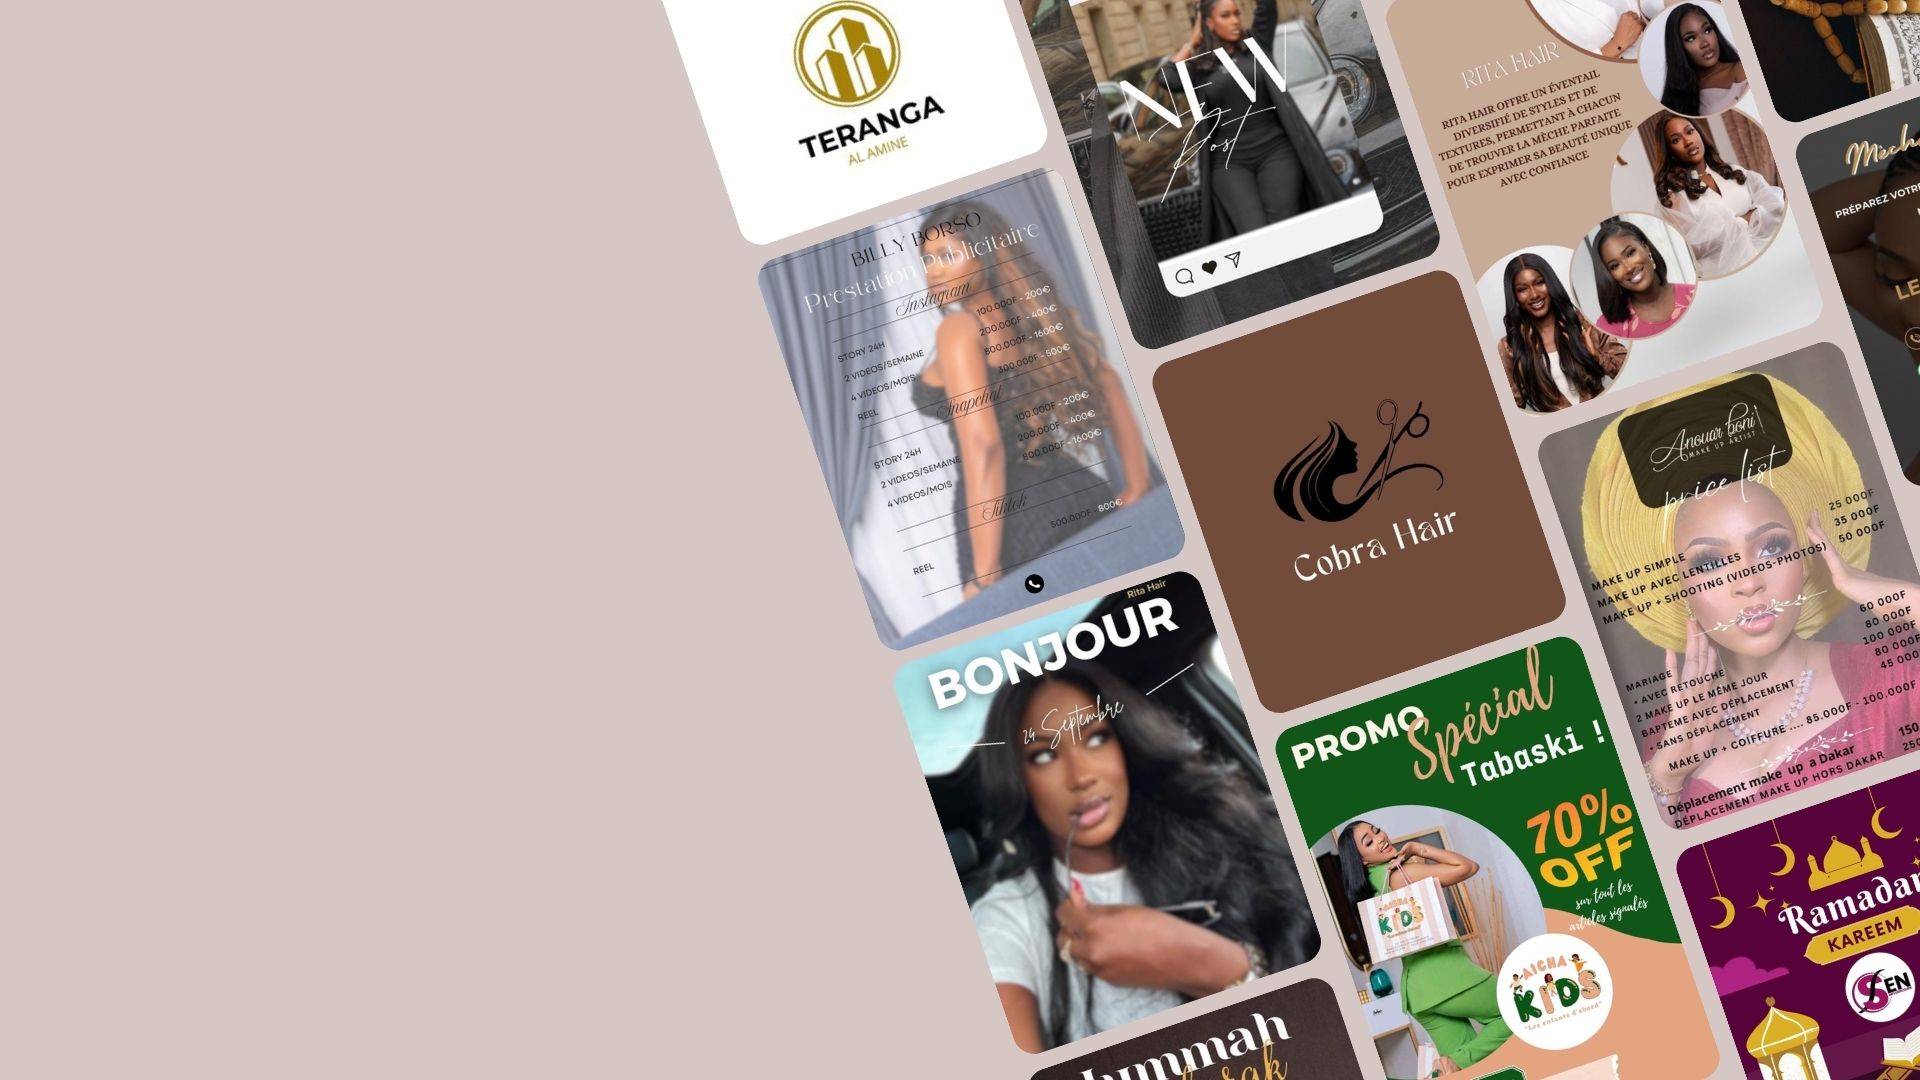 TERANGA
AL AMINE
BILLY BORSO
Prestation Publicitaire
Instagram
STORY 24H 100.000F - 200€
2 VIDEOS/SEMAINE 200.000F - 400€
4 VIDEOS/MOIS 800.000F - 1600€
REEL 300.000F - 500€
Snapchat
STORY 24H 100.000F - 200€
2 VIDEOS/SEMAINE 200.000F - 400€
4 VIDEOS/MOIS 800.000F - 1600€
Tiktok
REEL 500.000F - 800€
Rita Hair
BONJOUR
24 Septembre
NEW
Post
Cobra Hair
PROMO
Spécial
Tabaski !
70%
OFF
sur tout les
articles signalés
AICHA
KIDS
AICHA
KIDS
"Les enfants d'abord"
RITA HAIR
RITA HAIR OFFRE UN ÉVENTAIL
DIVERSIFIÉ DE STYLES ET DE
TEXTURES, PERMETTANT À CHACUN
DE TROUVER LA MÈCHE PARFAITE
POUR EXPRIMER SA BEAUTÉ UNIQUE
AVEC CONFIANCE
Anouar boni
MAKE UP ARTIST
price list
MAKE UP SIMPLE 25 000F
MAKE UP AVEC LENTILLES 35 000F
MAKE UP + SHOOTING (VIDEOS-PHOTOS) 50 000F
MARIAGE 60 000F
* AVEC RETOUCHE 80 000F
2 MAKE UP LE MÊME JOUR 100 000F
BAPTEME AVEC DÉPLACEMENT 80 000F
* SANS DÉPLACEMENT 45 000
MAKE UP + COIFFURE .... 85.000F - 100.000F
Déplacement make up a Dakar 150
DÉPLACEMENT MAKE UP HORS DAKAR 250
PRÉPAREZ VOTRE
LE
Ramadan
KAREEM
SEN